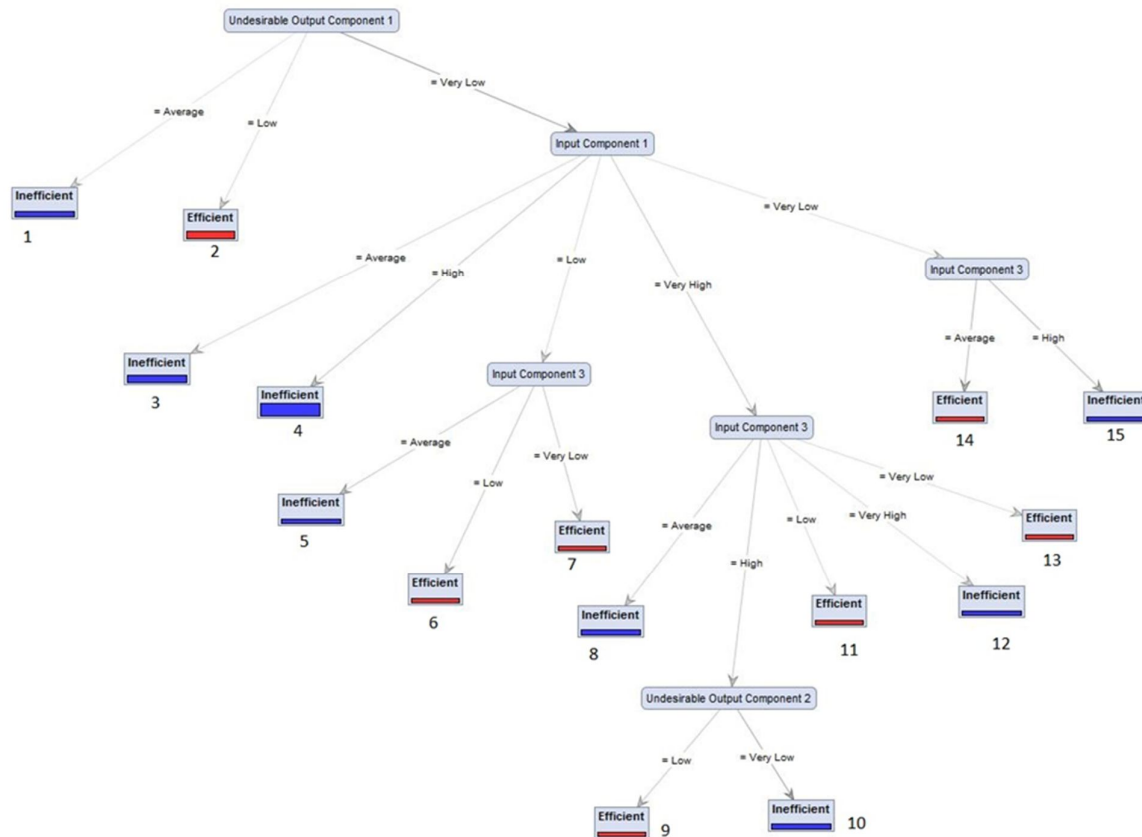 Undesirable Output Component 1
= Very Low
= Average
= Low
Input Component 1
Inefficient
1
Efficient
2
= Very Low
= Average
= High
= Low
= Very High
Input Component 3
= Average
= High
Inefficient
3
Inefficient
4
Input Component 3
Efficient
14
Inefficient
15
Input Component 3
= Average
= Low
= Very Low
= Very Low
= Average
= Low
= Very High
= High
Inefficient
5
Efficient
7
Efficient
13
Efficient
6
Inefficient
8
Efficient
11
Inefficient
12
Undesirable Output Component 2
= Low
= Very Low
Efficient
9
Inefficient
10